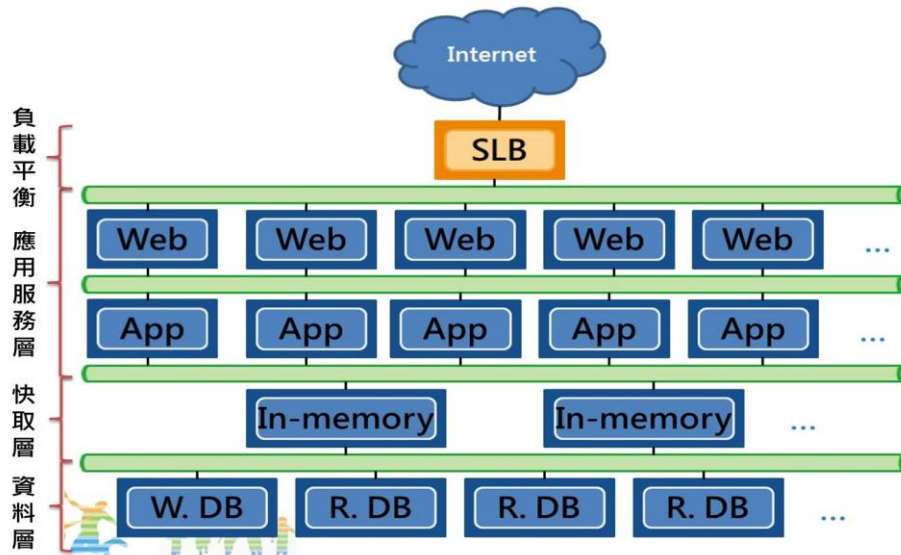 Internet
負載平衡
SLB
應用服務層
Web Web Web Web Web ...
App App App App App ...
快取層
In-memory In-memory ...
資料層
W. DB R. DB R. DB R. DB ...